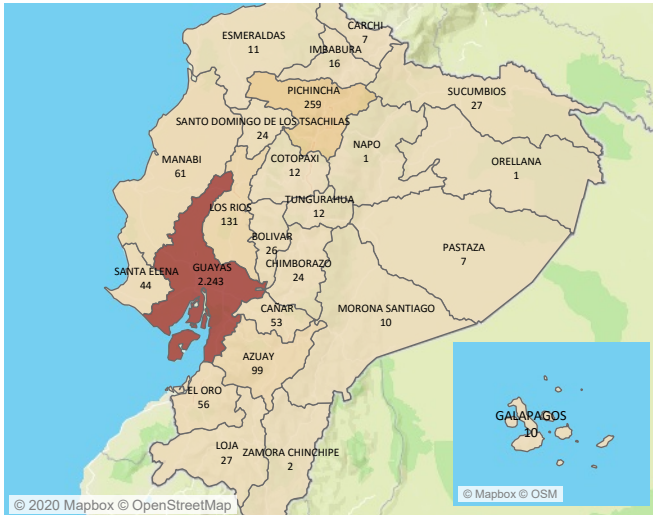 CARCHI
7
ESMERALDAS
11
IMBABURA
16
PICHINCHA
259
SUCUMBIOS
27
SANTO DOMINGO DE LOS TSACHILAS
24
NAPO
1
MANABI
61
COTOPAXI
12
ORELLANA
1
TUNGURAHUA
12
LOS RIOS
131
BOLIVAR
26
PASTAZA
7
CHIMBORAZO
24
SANTA ELENA
44
GUAYAS
2.243
CAÑAR
53
MORONA SANTIAGO
10
AZUAY
99
EL ORO
56
GALAPAGOS
10
LOJA
27
ZAMORA CHINCHIPE
2
© Mapbox © OSM
© 2020 Mapbox © OpenStreetMap